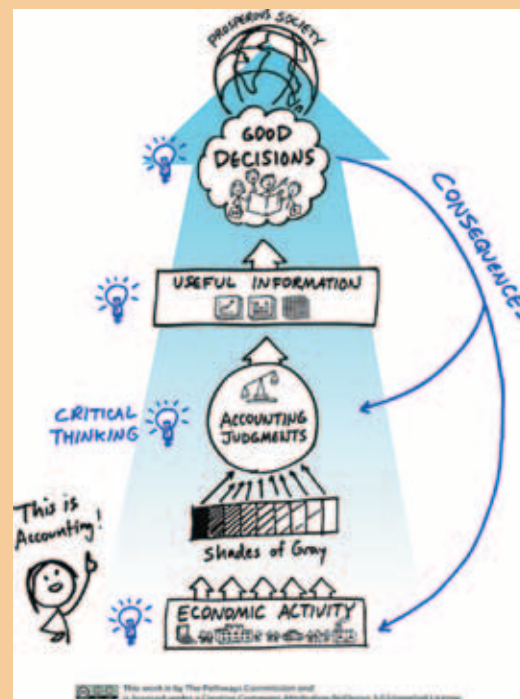 PROSPEROUS SOCIETY
GOOD
DECISIONS
CONSEQUENCES
USEFUL INFORMATION
CRITICAL
THINKING
ACCOUNTING
JUDGMENTS
This is
Accounting!
Shades of Gray
ECONOMIC ACTIVITY
This work is by The Pathways Commission and